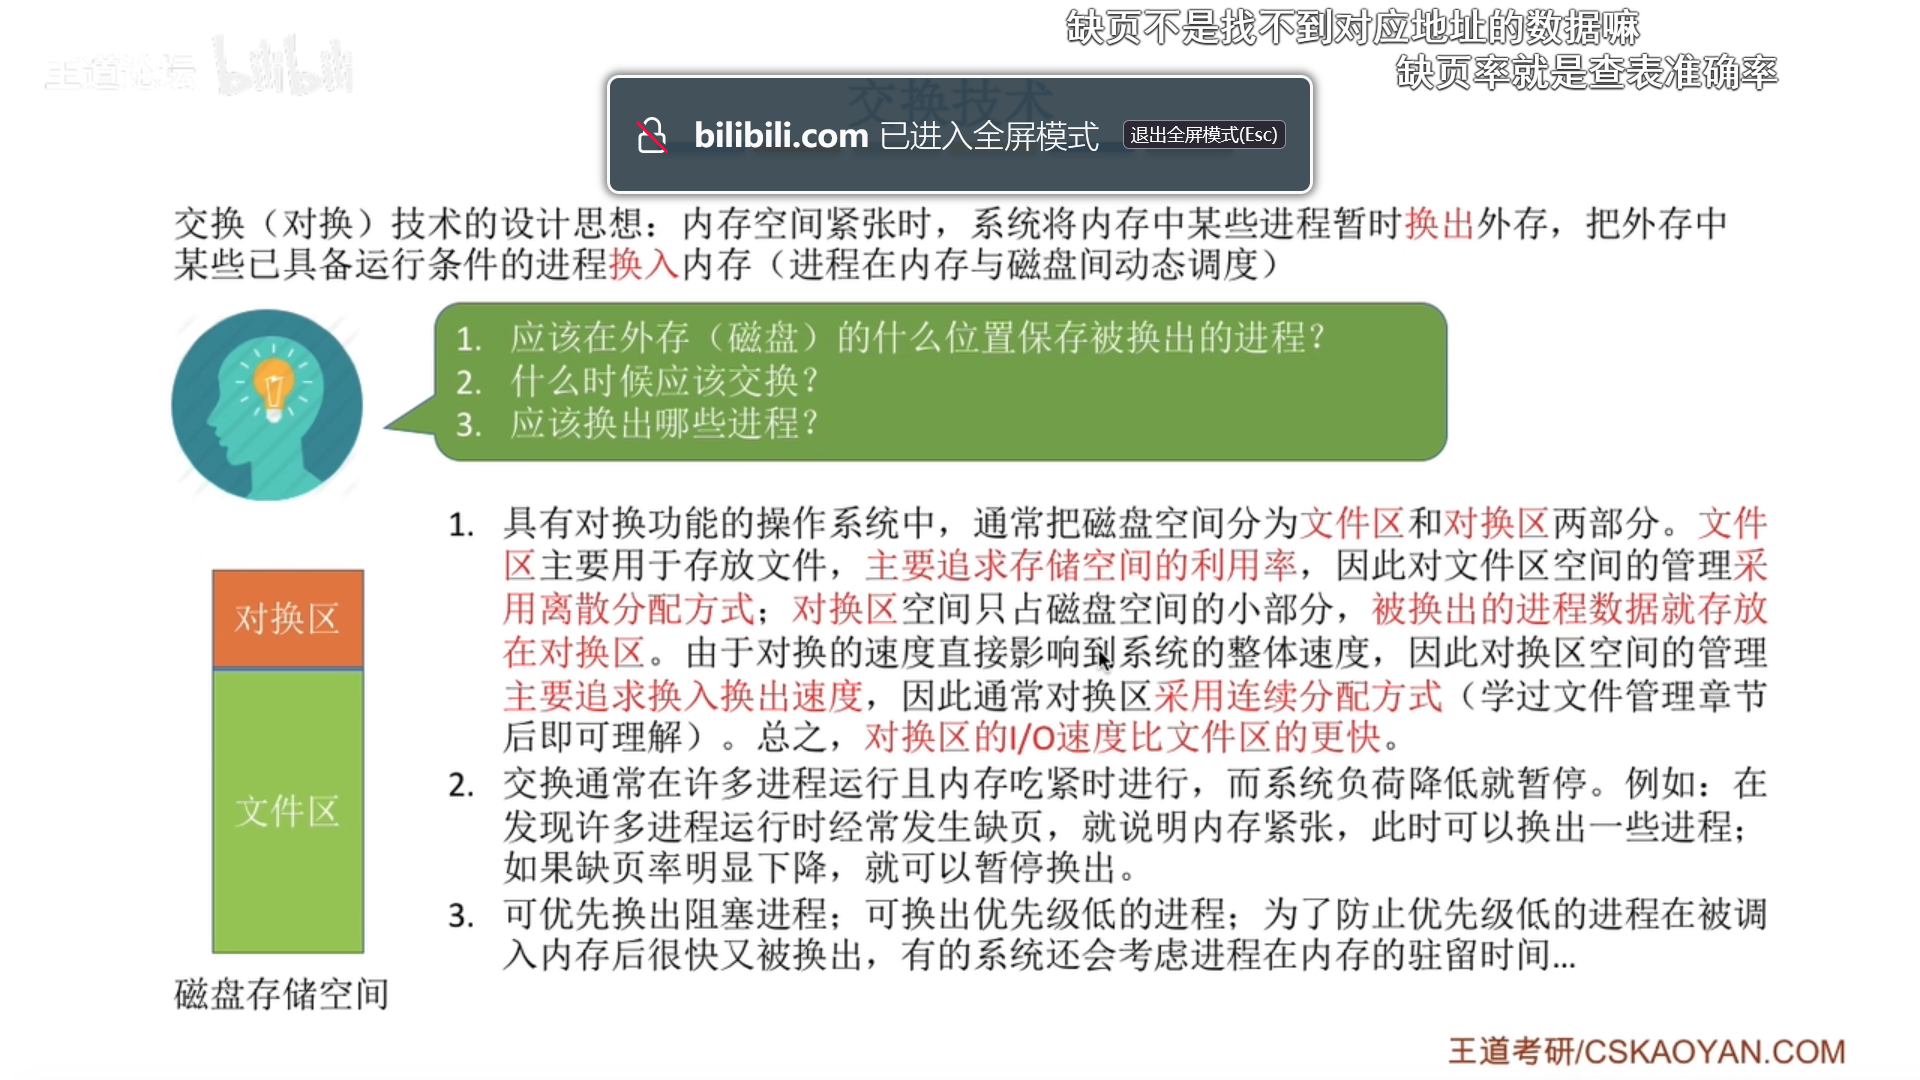 缺页不是找不到对应地址的数据嘛
王道论坛 bilibili
缺页率就是查表准确率
交换技术
bilibili.com 已进入全屏模式 退出全屏模式(Esc)
交换（对换）技术的设计思想：内存空间紧张时，系统将内存中某些进程暂时换出外存，把外存中
某些已具备运行条件的进程换入内存（进程在内存与磁盘间动态调度）
1. 应该在外存（磁盘）的什么位置保存被换出的进程？
2. 什么时候应该交换？
3. 应该换出哪些进程？
1. 具有对换功能的操作系统中，通常把磁盘空间分为文件区和对换区两部分。文件
区主要用于存放文件，主要追求存储空间的利用率，因此对文件区空间的管理采
用离散分配方式；对换区空间只占磁盘空间的小部分，被换出的进程数据就存放
在对换区。由于对换的速度直接影响到系统的整体速度，因此对换区空间的管理
主要追求换入换出速度，因此通常对换区采用连续分配方式（学过文件管理章节
后即可理解）。总之，对换区的I/O速度比文件区的更快。
2. 交换通常在许多进程运行且内存吃紧时进行，而系统负荷降低就暂停。例如：在
发现许多进程运行时经常发生缺页，就说明内存紧张，此时可以换出一些进程；
如果缺页率明显下降，就可以暂停换出。
3. 可优先换出阻塞进程；可换出优先级低的进程；为了防止优先级低的进程在被调
入内存后很快又被换出，有的系统还会考虑进程在内存的驻留时间…
对换区
文件区
磁盘存储空间
王道考研/CSKAOYAN.COM